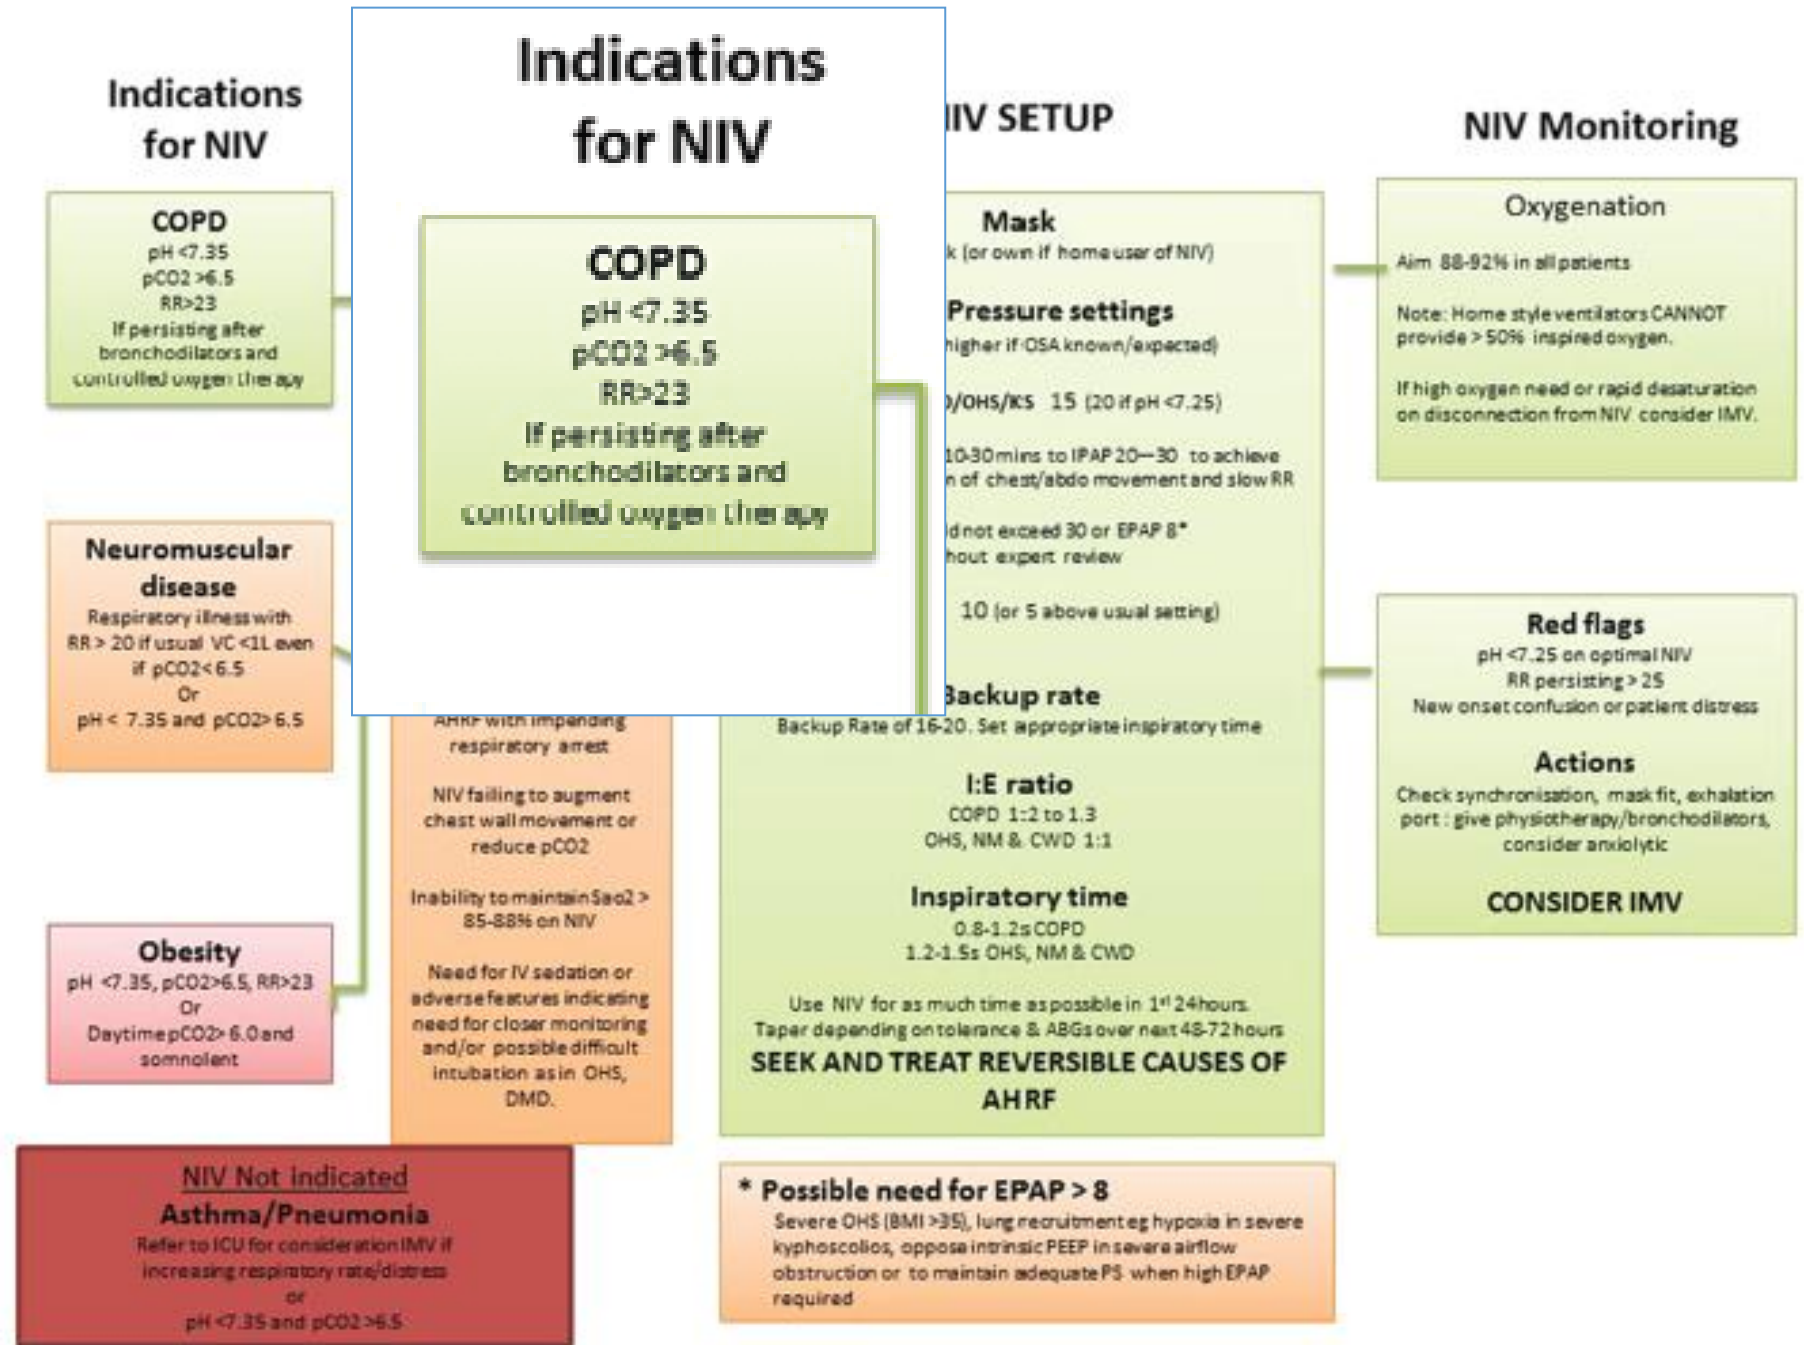 Indications
for NIV
COPD
pH <7.35
pCO2 >6.5
RR>23
If persisting after
bronchodilators and
controlled oxygen therapy
Neuromuscular
disease
Respiratory illness with
RR > 20 if usual VC <1L even
if pCO2< 6.5
Or
pH < 7.35 and pCO2> 6.5
Obesity
pH <7.35, pCO2>6.5, RR>23
Or
Daytime pCO2> 6.0 and
somnolent
NIV Not Indicated
Asthma/Pneumonia
Refer to ICU for consideration IMV if
increasing respiratory rate/distress
or
pH <7.35 and pCO2 >6.5
Indications
for NIV
COPD
pH <7.35
pCO2 >6.5
RR>23
If persisting after
bronchodilators and
controlled oxygen therapy
AHRF with impending
respiratory arrest
NIV failing to augment
chest wall movement or
reduce pCO2
Inability to maintain Sao2 >
85-88% on NIV
Need for IV sedation or
adverse features indicating
need for closer monitoring
and/or possible difficult
intubation as in OHS,
DMD.
IV SETUP
Mask
k (or own if home user of NIV)
Pressure settings
higher if OSA known/expected)
/OHS/KS 15 (20 if pH <7.25)
10-30mins to IPAP 20—30 to achieve
n of chest/abdo movement and slow RR
d not exceed 30 or EPAP 8*
hout expert review
10 (or 5 above usual setting)
Backup rate
Backup Rate of 16-20. Set appropriate inspiratory time
I:E ratio
COPD 1:2 to 1.3
OHS, NM & CWD 1:1
Inspiratory time
0.8-1.2s COPD
1.2-1.5s OHS, NM & CWD
Use NIV for as much time as possible in 1st 24hours.
Taper depending on tolerance & ABGs over next 48-72 hours
SEEK AND TREAT REVERSIBLE CAUSES OF
AHRF
* Possible need for EPAP > 8
Severe OHS (BMI >35), lung recruitment eg hypoxia in severe
kyphoscolios, oppose intrinsic PEEP in severe airflow
obstruction or to maintain adequate PS when high EPAP
required
NIV Monitoring
Oxygenation
Aim 88-92% in all patients
Note: Home style ventilators CANNOT
provide > 50% inspired oxygen.
If high oxygen need or rapid desaturation
on disconnection from NIV consider IMV.
Red flags
pH <7.25 on optimal NIV
RR persisting > 25
New onset confusion or patient distress
Actions
Check synchronisation, mask fit, exhalation
port : give physiotherapy/bronchodilators,
consider anxiolytic
CONSIDER IMV